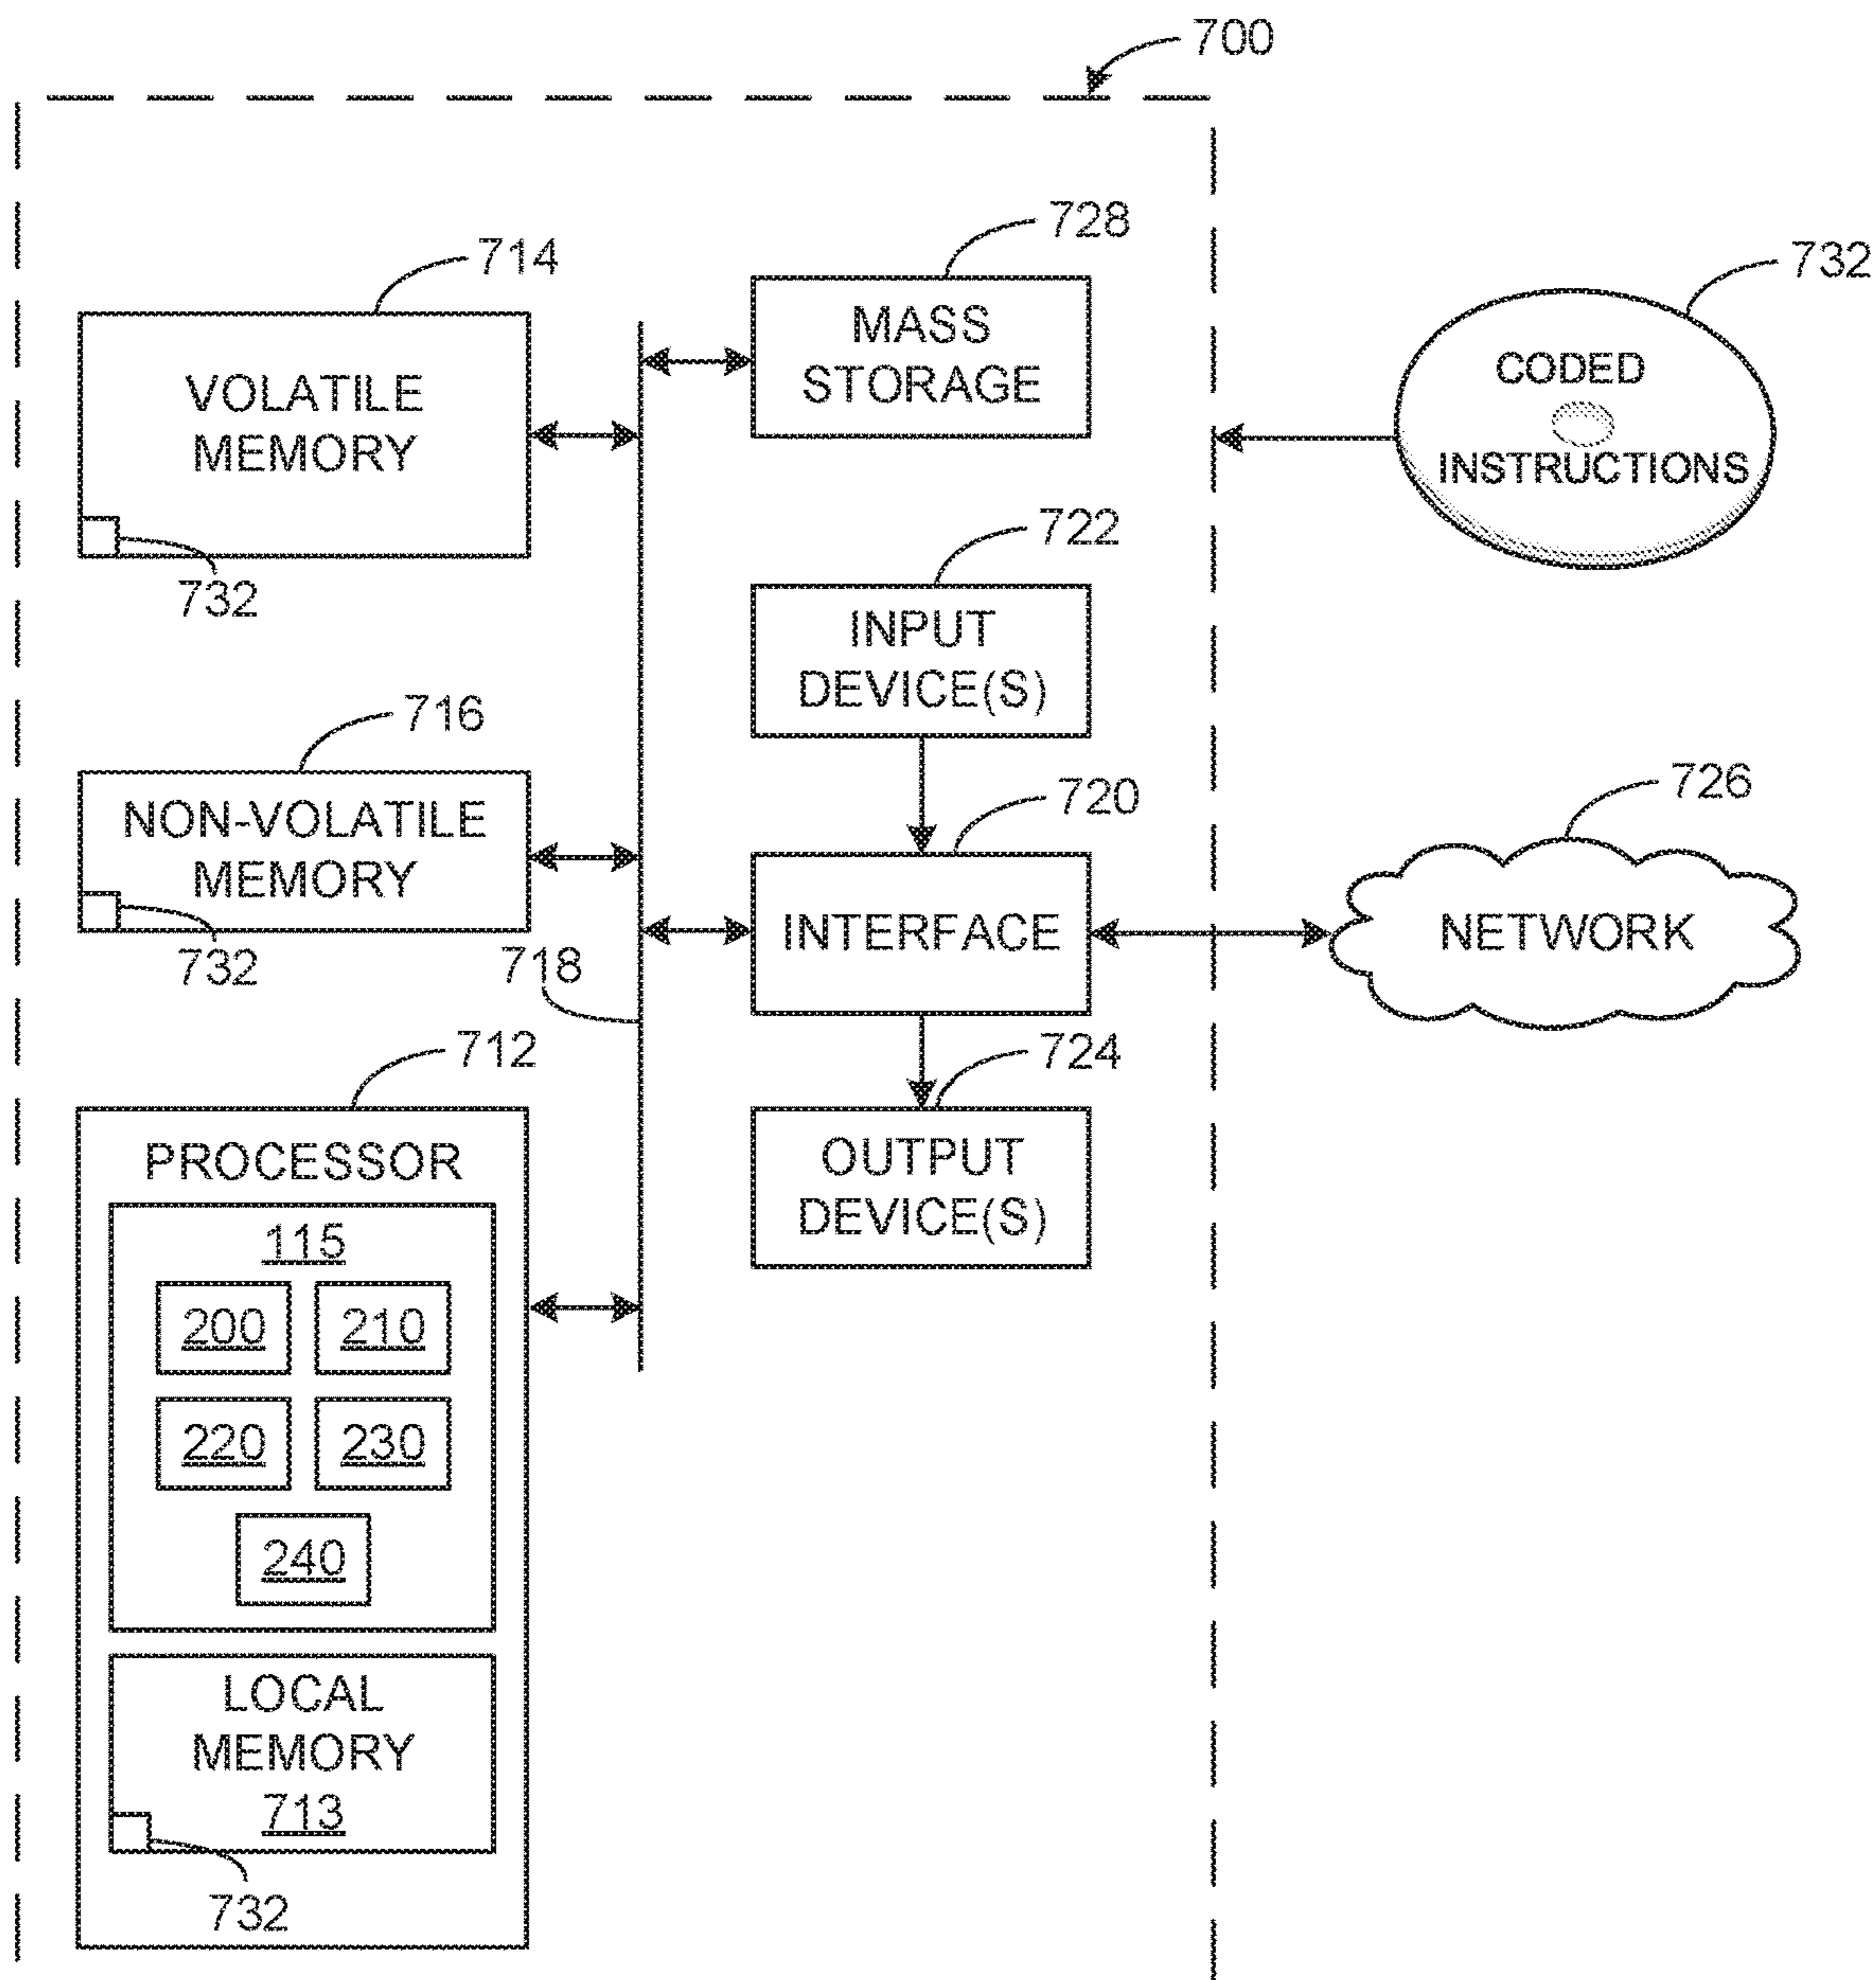 700
714
VOLATILE
MEMORY
732
728
MASS
STORAGE
732
CODED
INSTRUCTIONS
722
INPUT
DEVICE(S)
716
NON-VOLATILE
MEMORY
732
718
720
INTERFACE
726
NETWORK
712
PROCESSOR
115
200 210
220 230
240
LOCAL
MEMORY
713
732
724
OUTPUT
DEVICE(S)